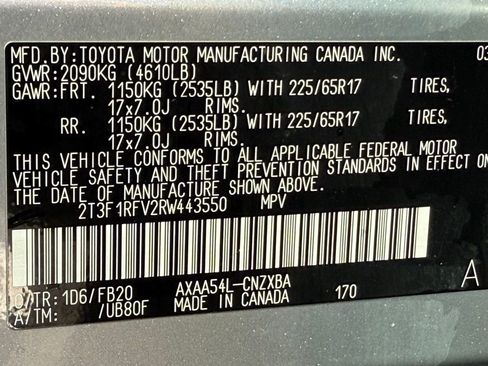 MFD.BY:TOYOTA MOTOR MANUFACTURING CANADA INC. 03
GVWR:2090KG (4610LB)
GAWR:FRT. 1150KG (2535LB) WITH 225/65R17 TIRES,
17x7.0J RIMS.
RR. 1150KG (2535LB) WITH 225/65R17 TIRES,
17x7.0J RIMS.
THIS VEHICLE CONFORMS TO ALL APPLICABLE FEDERAL MOTOR
VEHICLE SAFETY AND THEFT PREVENTION STANDARDS IN EFFECT ON
THE DATE OF MANUFACTURE SHOWN ABOVE.
2T3F1RFV2RW443550 MPV
C/TR: 1D6/FB20 AXAA54L-CNZXBA A
A/TM: /UB80F MADE IN CANADA 170